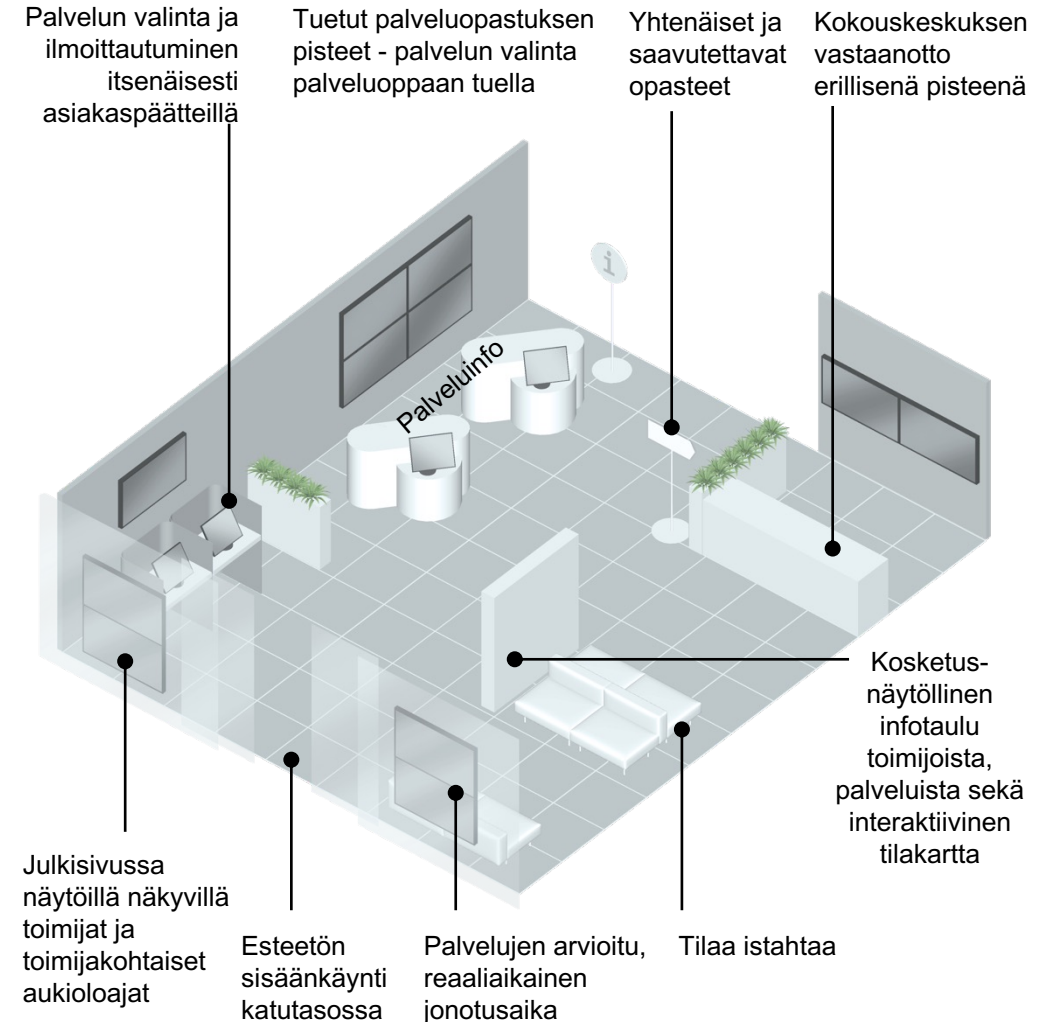 Palvelun valinta ja
ilmoittautuminen
itsenäisesti
asiakaspäätteillä
Tuetut palveluopastuksen
pisteet - palvelun valinta
palveluoppaan tuella
Yhtenäiset ja
saavutettavat
opasteet
Kokouskeskuksen
vastaanotto
erillisenä pisteenä
i
Palveluinfo
Kosketus-
näytöllinen
infotaulu
toimijoista,
palveluista sekä
interaktiivinen
tilakartta
Julkisivussa
näytöillä näkyvillä
toimijat ja
toimijakohtaiset
aukioloajat
Esteetön
sisäänkäynti
katutasossa
Palvelujen arvioitu,
reaaliaikainen
jonotusaika
Tilaa istahtaa